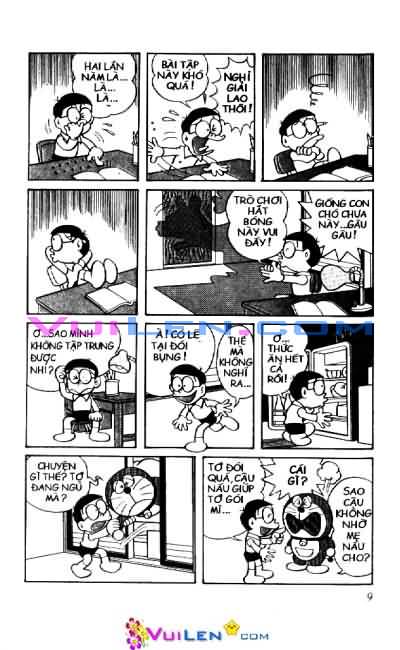 HAI LẦN
NĂM LÀ...
LÀ...
LÀ...
BÀI TẬP
NÀY KHÓ
QUÁ!
NGHỈ
GIẢI
LAO
THÔI!
TRÒ CHƠI
HẮT
BÓNG
NÀY VUI
ĐẤY!
GIỐNG CON
CHÓ CHƯA
NÀY...GÂU
GÂU!
VUILEN.COM
Ơ...SAO MÌNH
KHÔNG TẬP TRUNG
ĐƯỢC
NHỈ?
À! CÓ LẼ
TẠI ĐÓI
BỤNG!
THẾ
MÀ
KHÔNG
NGHĨ
RA...
Ơ...
THỨC
ĂN HẾT
CẢ
RỒI!
CHUYỆN
GÌ THẾ? TỚ
ĐANG NGỦ
MÀ?
TỚ ĐÓI
QUÁ, CẬU
NẤU GIÚP
TỚ GÓI
MÌ...
CÁI
GÌ?
SAO
CẬU
KHÔNG
NHỜ
MẸ
NẤU
CHO?
9
VUILEN.COM